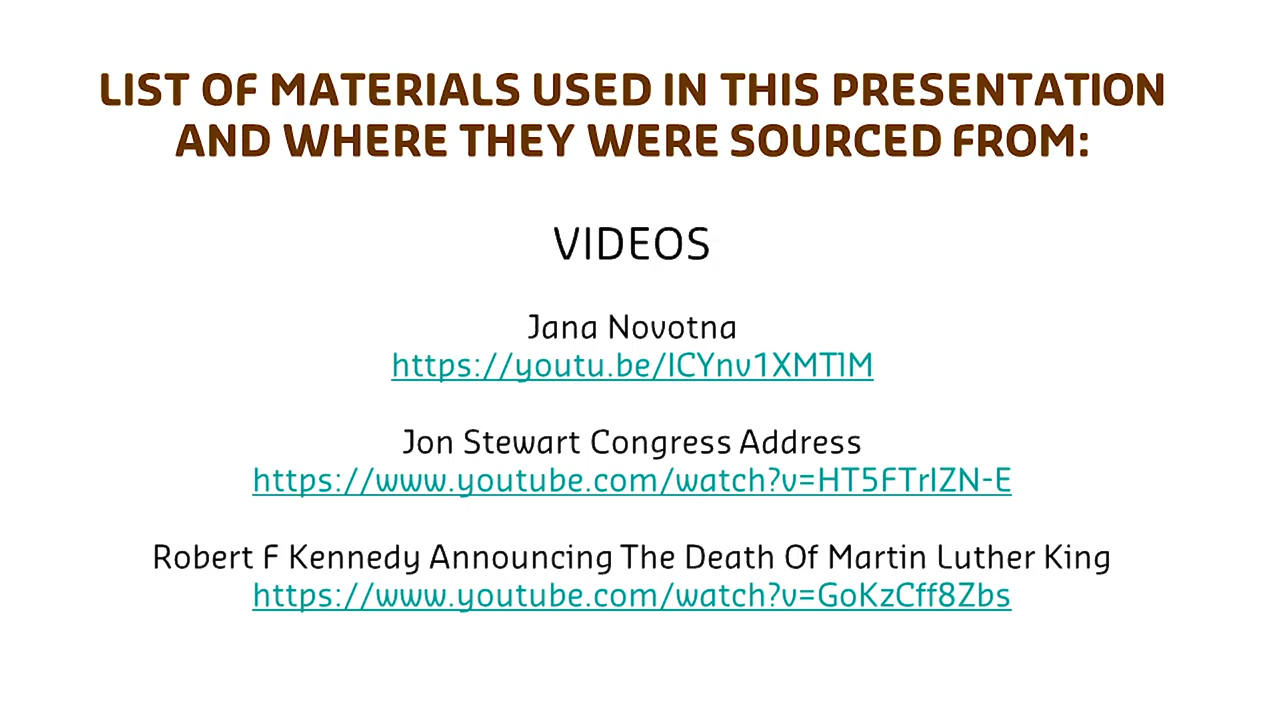 LIST OF MATERIALS USED IN THIS PRESENTATION
AND WHERE THEY WERE SOURCED FROM:
VIDEOS
Jana Novotna
https://youtu.be/ICYnv1XMTlM
Jon Stewart Congress Address
https://www.youtube.com/watch?v=HT5FTrIZN-E
Robert F Kennedy Announcing The Death Of Martin Luther King
https://www.youtube.com/watch?v=GoKzCff8Zbs